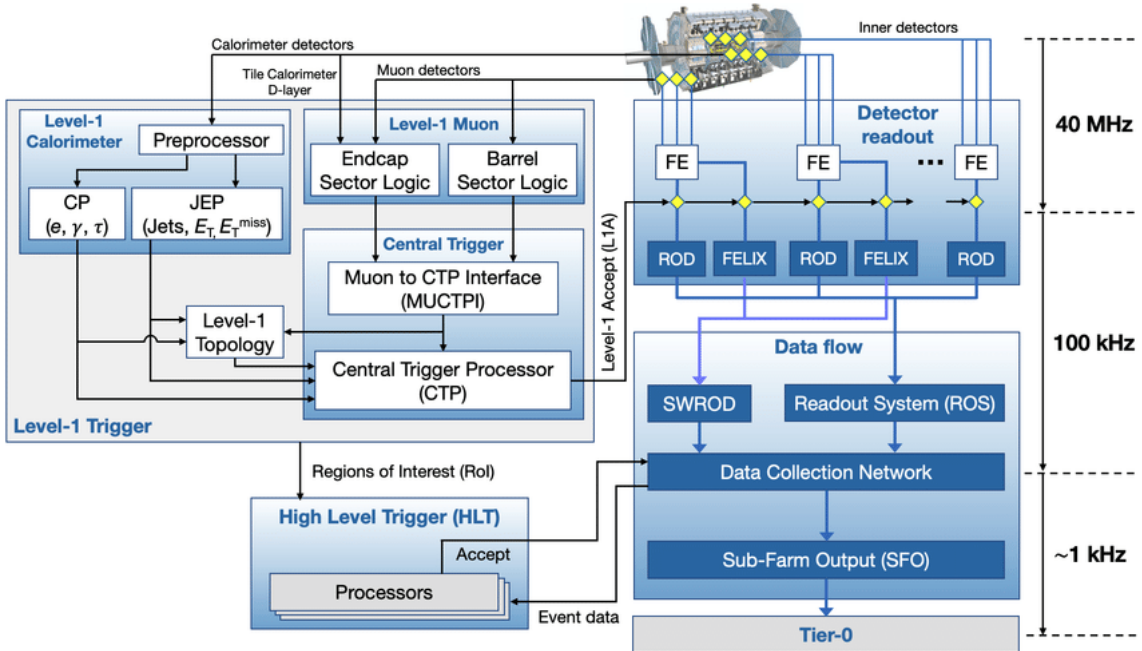 Calorimeter detectors
Inner detectors
Tile Calorimeter
D-layer
Muon detectors
Level-1
Calorimeter
Preprocessor
CP
(e, γ, τ)
JEP
(Jets, E_T, E_T^miss)
Level-1 Muon
Endcap
Sector Logic
Barrel
Sector Logic
Central Trigger
Muon to CTP Interface
(MUCTPI)
Level-1
Topology
Central Trigger Processor
(CTP)
Level-1 Trigger
Level-1 Accept (L1A)
Detector
readout
FE
FE
...
FE
ROD
FELIX
ROD
FELIX
ROD
Data flow
SWROD
Readout System (ROS)
Data Collection Network
Sub-Farm Output (SFO)
Tier-0
Regions of Interest (RoI)
High Level Trigger (HLT)
Accept
Processors
Event data
40 MHz
100 kHz
~1 kHz